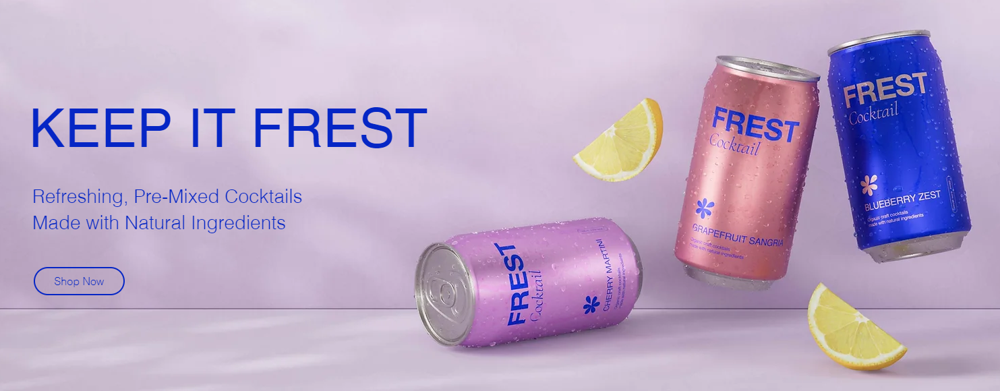 KEEP IT FREST
Refreshing, Pre-Mixed Cocktails
Made with Natural Ingredients
Shop Now
FREST
Cocktail
CHERRY MARTINI
Organic craft cocktails
made with natural ingredients
FREST
Cocktail
GRAPEFRUIT SANGRIA
Organic craft cocktails
made with natural ingredients
FREST
Cocktail
BLUEBERRY ZEST
Organic craft cocktails
made with natural ingredients